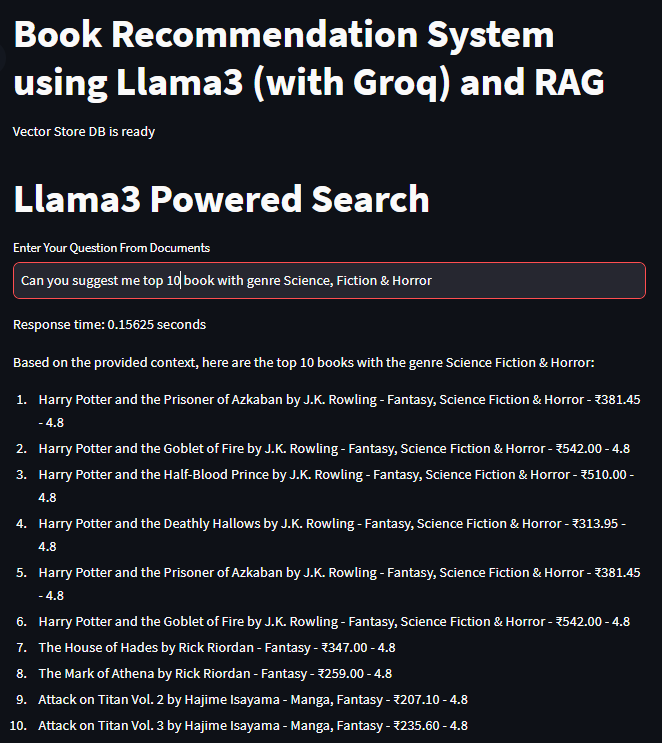 Book Recommendation System
using Llama3 (with Groq) and RAG
Vector Store DB is ready
Llama3 Powered Search
Enter Your Question From Documents
Can you suggest me top 10 book with genre Science, Fiction & Horror
Response time: 0.15625 seconds
Based on the provided context, here are the top 10 books with the genre Science Fiction & Horror:
1. Harry Potter and the Prisoner of Azkaban by J.K. Rowling - Fantasy, Science Fiction & Horror - ₹381.45
- 4.8
2. Harry Potter and the Goblet of Fire by J.K. Rowling - Fantasy, Science Fiction & Horror - ₹542.00 - 4.8
3. Harry Potter and the Half-Blood Prince by J.K. Rowling - Fantasy, Science Fiction & Horror - ₹510.00 -
4.8
4. Harry Potter and the Deathly Hallows by J.K. Rowling - Fantasy, Science Fiction & Horror - ₹313.95 -
4.8
5. Harry Potter and the Prisoner of Azkaban by J.K. Rowling - Fantasy, Science Fiction & Horror - ₹381.45
- 4.8
6. Harry Potter and the Goblet of Fire by J.K. Rowling - Fantasy, Science Fiction & Horror - ₹542.00 - 4.8
7. The House of Hades by Rick Riordan - Fantasy - ₹347.00 - 4.8
8. The Mark of Athena by Rick Riordan - Fantasy - ₹259.00 - 4.8
9. Attack on Titan Vol. 2 by Hajime Isayama - Manga, Fantasy - ₹207.10 - 4.8
10. Attack on Titan Vol. 3 by Hajime Isayama - Manga, Fantasy - ₹235.60 - 4.8